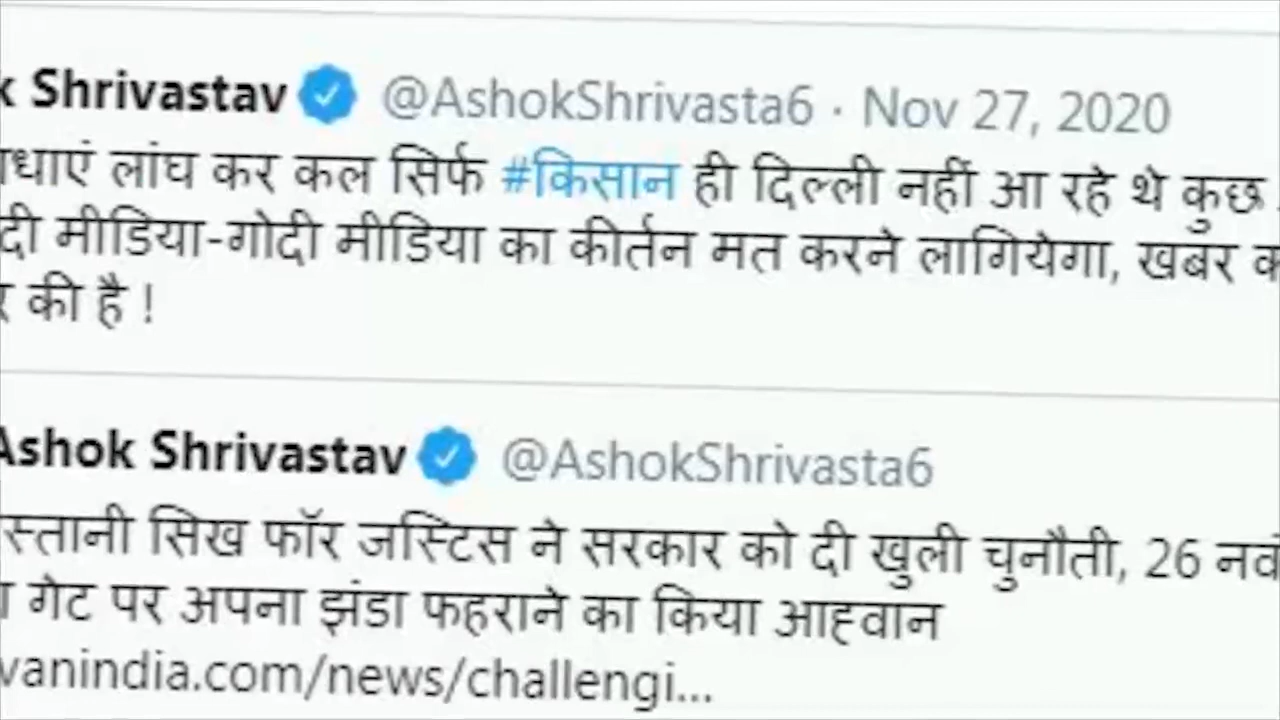 k Shrivastav @AshokShrivasta6 · Nov 27, 2020
धाएं लांघ कर कल सिर्फ #किसान ही दिल्ली नहीं आ रहे थे कुछ
दी मीडिया-गोदी मीडिया का कीर्तन मत करने लागियेगा, खबर
की है !
Ashok Shrivastav @AshokShrivasta6
स्तानी सिख फॉर जस्टिस ने सरकार को दी खुली चुनौती, 26 नवं
गेट पर अपना झंडा फहराने का किया आह्वान
vanindia.com/news/challengi...